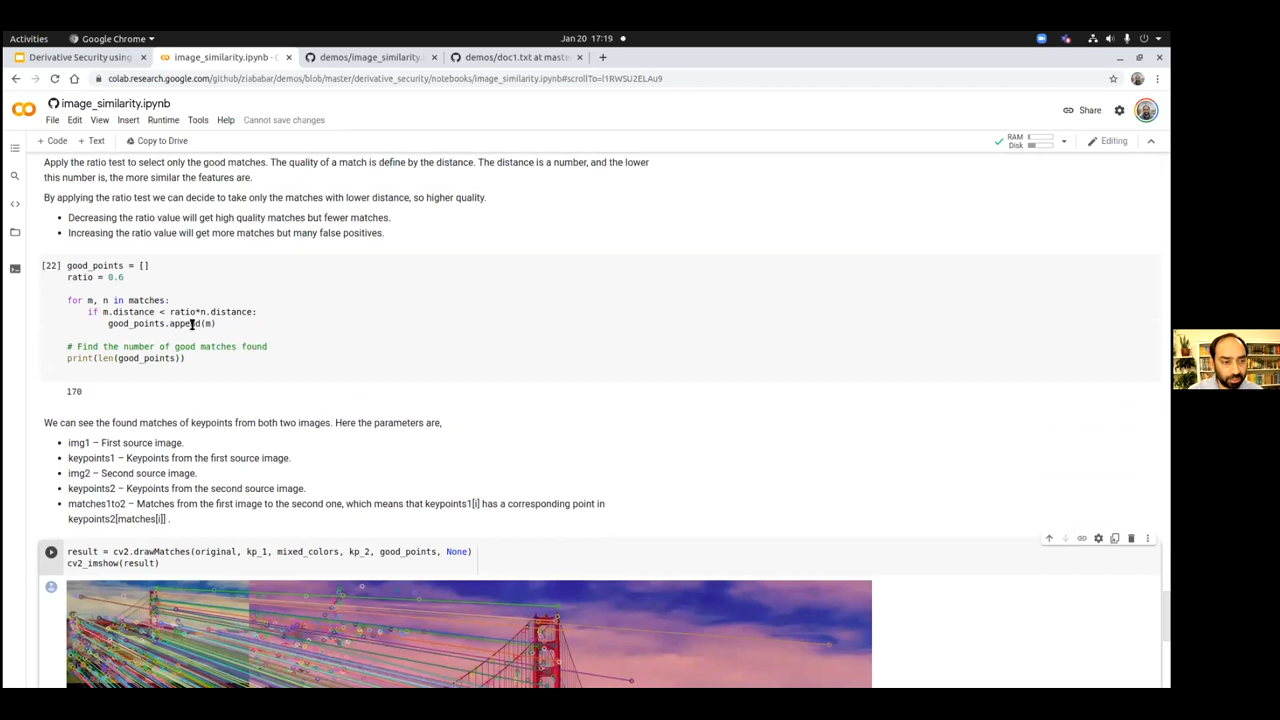 Activities
Google Chrome
Jan 20 17:19
Derivative Security using
image_similarity.ipynb - C
demos/image_similarity.
demos/doc1.txt at maste
colab.research.google.com/github/ziababar/demos/blob/master/derivative_security/notebooks/image_similarity.ipynb#scrollTo=l1RWSU2ELAu9
image_similarity.ipynb
Share
File Edit View Insert Runtime Tools Help Cannot save changes
+ Code + Text Copy to Drive
RAM
Disk
Editing
Apply the ratio test to select only the good matches. The quality of a match is define by the distance. The distance is a number, and the lower
this number is, the more similar the features are.
By applying the ratio test we can decide to take only the matches with lower distance, so higher quality.
• Decreasing the ratio value will get high quality matches but fewer matches.
• Increasing the ratio value will get more matches but many false positives.
[22] good_points = []
ratio = 0.6
for m, n in matches:
if m.distance < ratio*n.distance:
good_points.append(m)
# Find the number of good matches found
print(len(good_points))
170
We can see the found matches of keypoints from both two images. Here the parameters are,
• img1 – First source image.
• keypoints1 – Keypoints from the first source image.
• img2 – Second source image.
• keypoints2 – Keypoints from the second source image.
• matches1to2 – Matches from the first image to the second one, which means that keypoints1[i] has a corresponding point in
keypoints2[matches[i]] .
result = cv2.drawMatches(original, kp_1, mixed_colors, kp_2, good_points, None)
cv2_imshow(result)